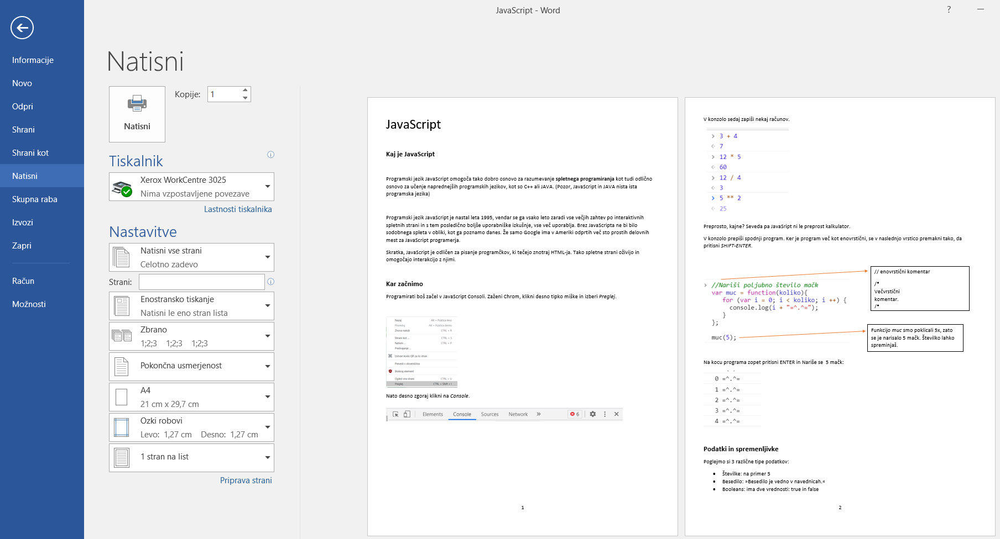 JavaScript - Word
?
Informacije
Novo
Odpri
Shrani
Shrani kot
Natisni
Skupna raba
Izvozi
Zapri
Račun
Možnosti
Natisni
Natisni
Kopije: 1
Tiskalnik
Xerox WorkCentre 3025
Nima vzpostavljene povezave
Lastnosti tiskalnika
Nastavitve
Natisni vse strani
Celotno zadevo
Strani:
Enostransko tiskanje
Natisni le eno stran lista
Zbrano
1;2;3 1;2;3 1;2;3
Pokončna usmerjenost
A4
21 cm x 29,7 cm
Ozki robovi
Levo: 1,27 cm Desno: 1,27 cm
1 stran na list
Priprava strani
JavaScript
Kaj je JavaScript
Programski jezik JavaScript omogoča tako dobro osnovo za razumevanje spletnega programiranja kot tudi odlično
osnovo za učenje naprednejših programskih jezikov, kot so C++ ali JAVA. (Pozor, JavaScript in JAVA nista ista
programska jezika)
Programski jezik JavaScript je nastal leta 1995, vendar se ga vsako leto zaradi vse večjih zahtev po interaktivnih
spletnih strani in s tem posledično boljše uporabniške izkušnje, vse več uporablja. Brez JavaScripta ne bi bilo
sodobnega spleta v obliki, kot ga poznamo danes. Že samo Google ima v Ameriki odprtih več sto prostih delovnih
mest za JavaScript programerja.
Skratka, JavaScript je odličen za pisanje programčkov, ki tečejo znotraj HTML-ja. Tako spletne strani oživijo in
omogočajo interakcijo z njimi.
Kar začnimo
Programirati boš začel v JavaScript Consoli. Zaženi Chrom, klikni desno tipko miške in izberi Preglej.
Nazaj Alt + Puščica levo
Posreduj Alt + Puščica desno
Znova naloži CTRL + R
Shrani kot ... CTRL + S
Natisni ... CTRL + P
Predvajanje ...
Ustvari kodo QR za to stran
Prevedi v slovenščina
Blokiraj element
Ogled vira strani CTRL + U
Preglej CTRL + Shift + I
Nato desno zgoraj klikni na Console.
Elements Console Sources Network » 6
1
V konzolo sedaj zapiši nekaj računov.
> 3 + 4
7
> 12 * 5
60
> 12 / 4
3
> 5 ** 2
25
Preprosto, kajne? Seveda pa JavaSript ni le preprost kalkulator.
V konzolo prepiši spodnji program. Ker je program več kot enovrstični, se v naslednjo vrstico premakni tako, da
pritisni SHIFT-ENTER.
// enovrstični komentar
/*
Večvrstični
komentar.
/*
> //Nariši poljubno število mačk
var muc = function(koliko){
for (var i = 0; i < koliko; i ++) {
console.log(i + "=^.^=");
}
};
muc(5);
Funkcijo muc smo poklicali 5x, zato
se je narisalo 5 mačk. Številko lahko
spreminjaš.
Na kocu programa zopet pritisni ENTER in Nariše se 5 mačk:
0 =^.^=
1 =^.^=
2 =^.^=
3 =^.^=
4 =^.^=
Podatki in spremenljivke
Poglejmo si 3 različne tipe podatkov:
• Številke: na primer 5
• Besedilo: »Besedilo je vedno v navednicah.«
• Booleans: ima dve vrednosti: true in false
2